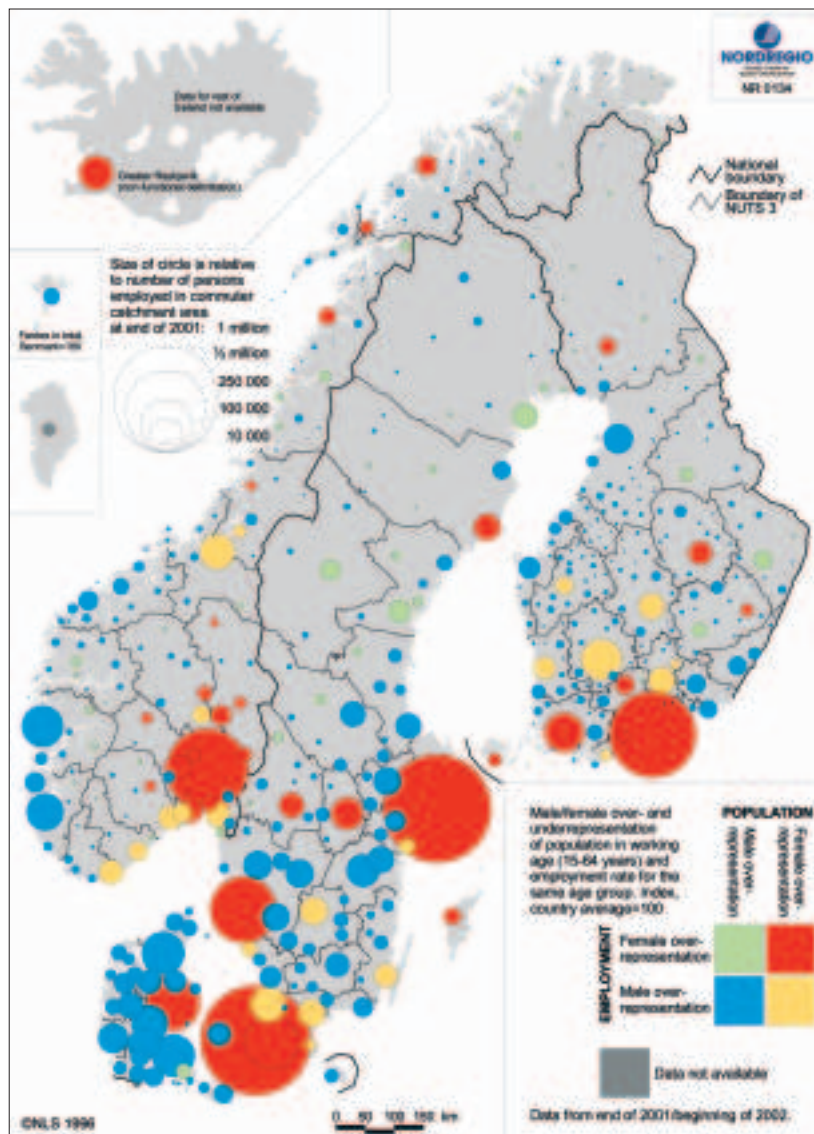 Data for rest of
Iceland not available
Greater Reykjavik
(non-functional delimitation)
NORDREGIO
NR 0134
National
boundary
Boundary of
NUTS 3
Size of circle is relative
to number of persons
employed in commuter
catchment area
at end of 2001: 1 million
½ million
250 000
100 000
10 000
Male/female over- and
underrepresentation
of population in working
age (15-64 years) and
employment rate for the
same age group. Index,
country average=100
POPULATION
Male over-
representation
Female over-
representation
EMPLOYMENT
Female over-
representation
Male over-
representation
Data not available
Data from end of 2001/beginning of 2002.
©NLS 1996
0 50 100 150 km